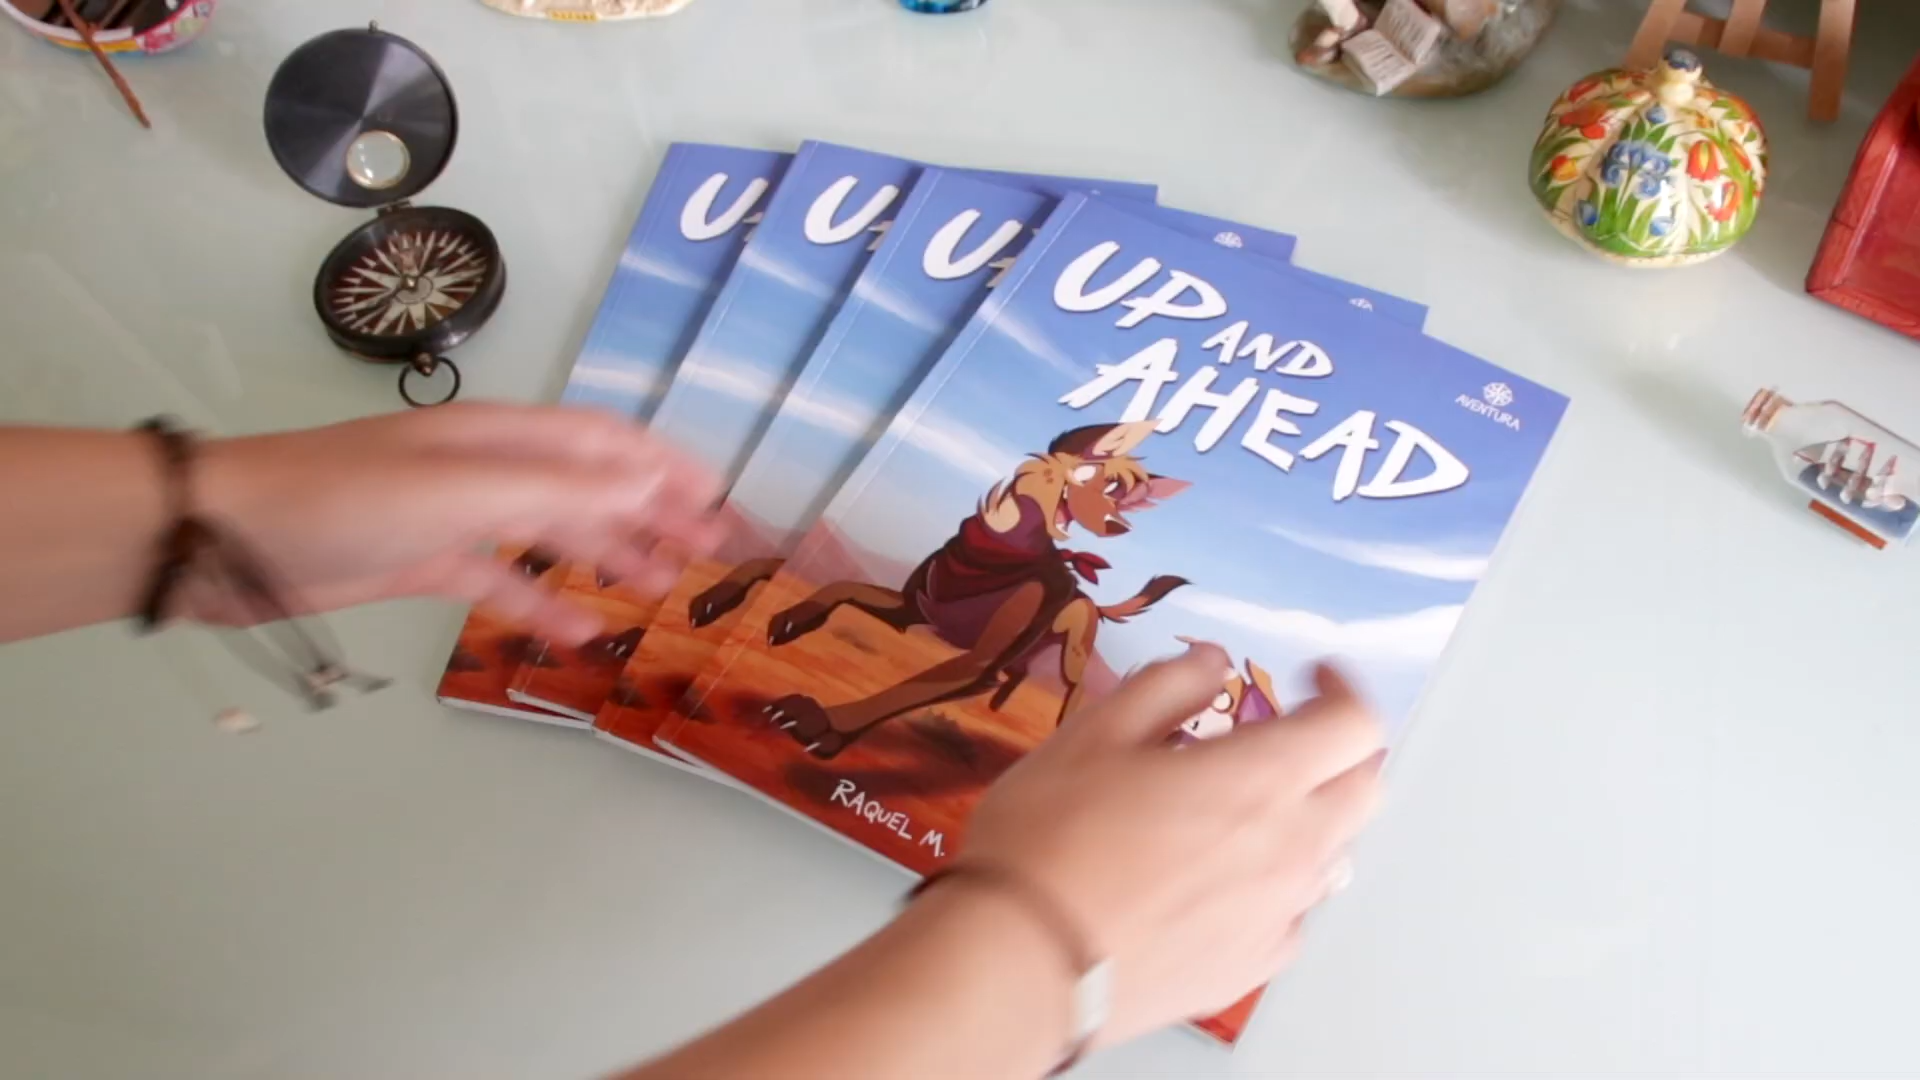 U
U
U
UP
AND
AHEAD
AVENTURA
RAQUEL M.